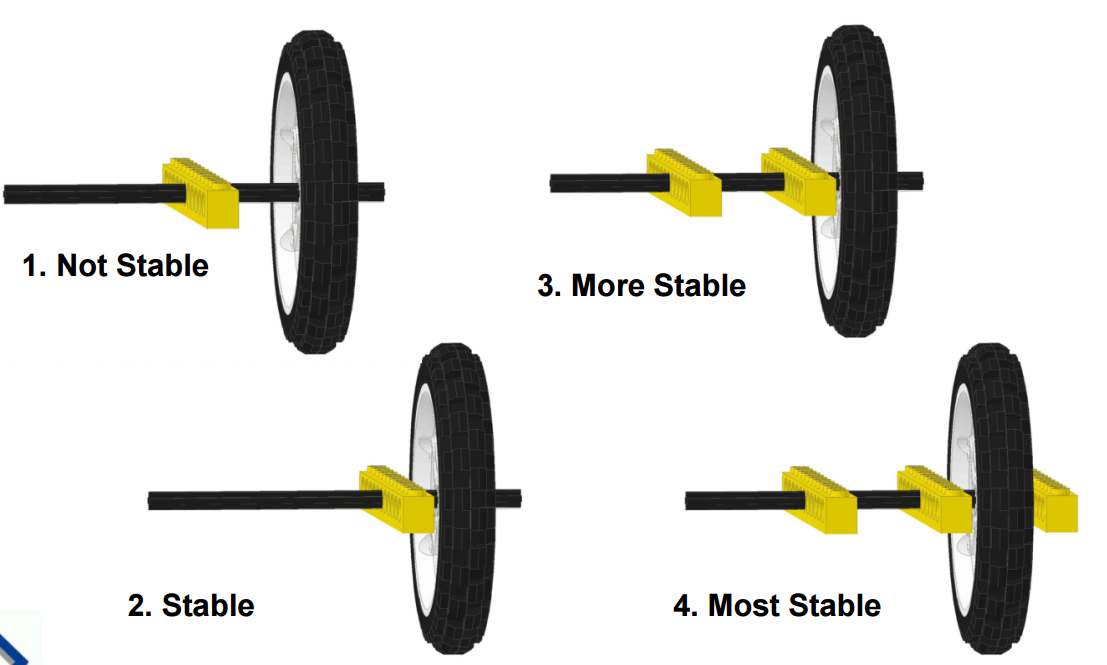 1. Not Stable
3. More Stable
2. Stable
4. Most Stable